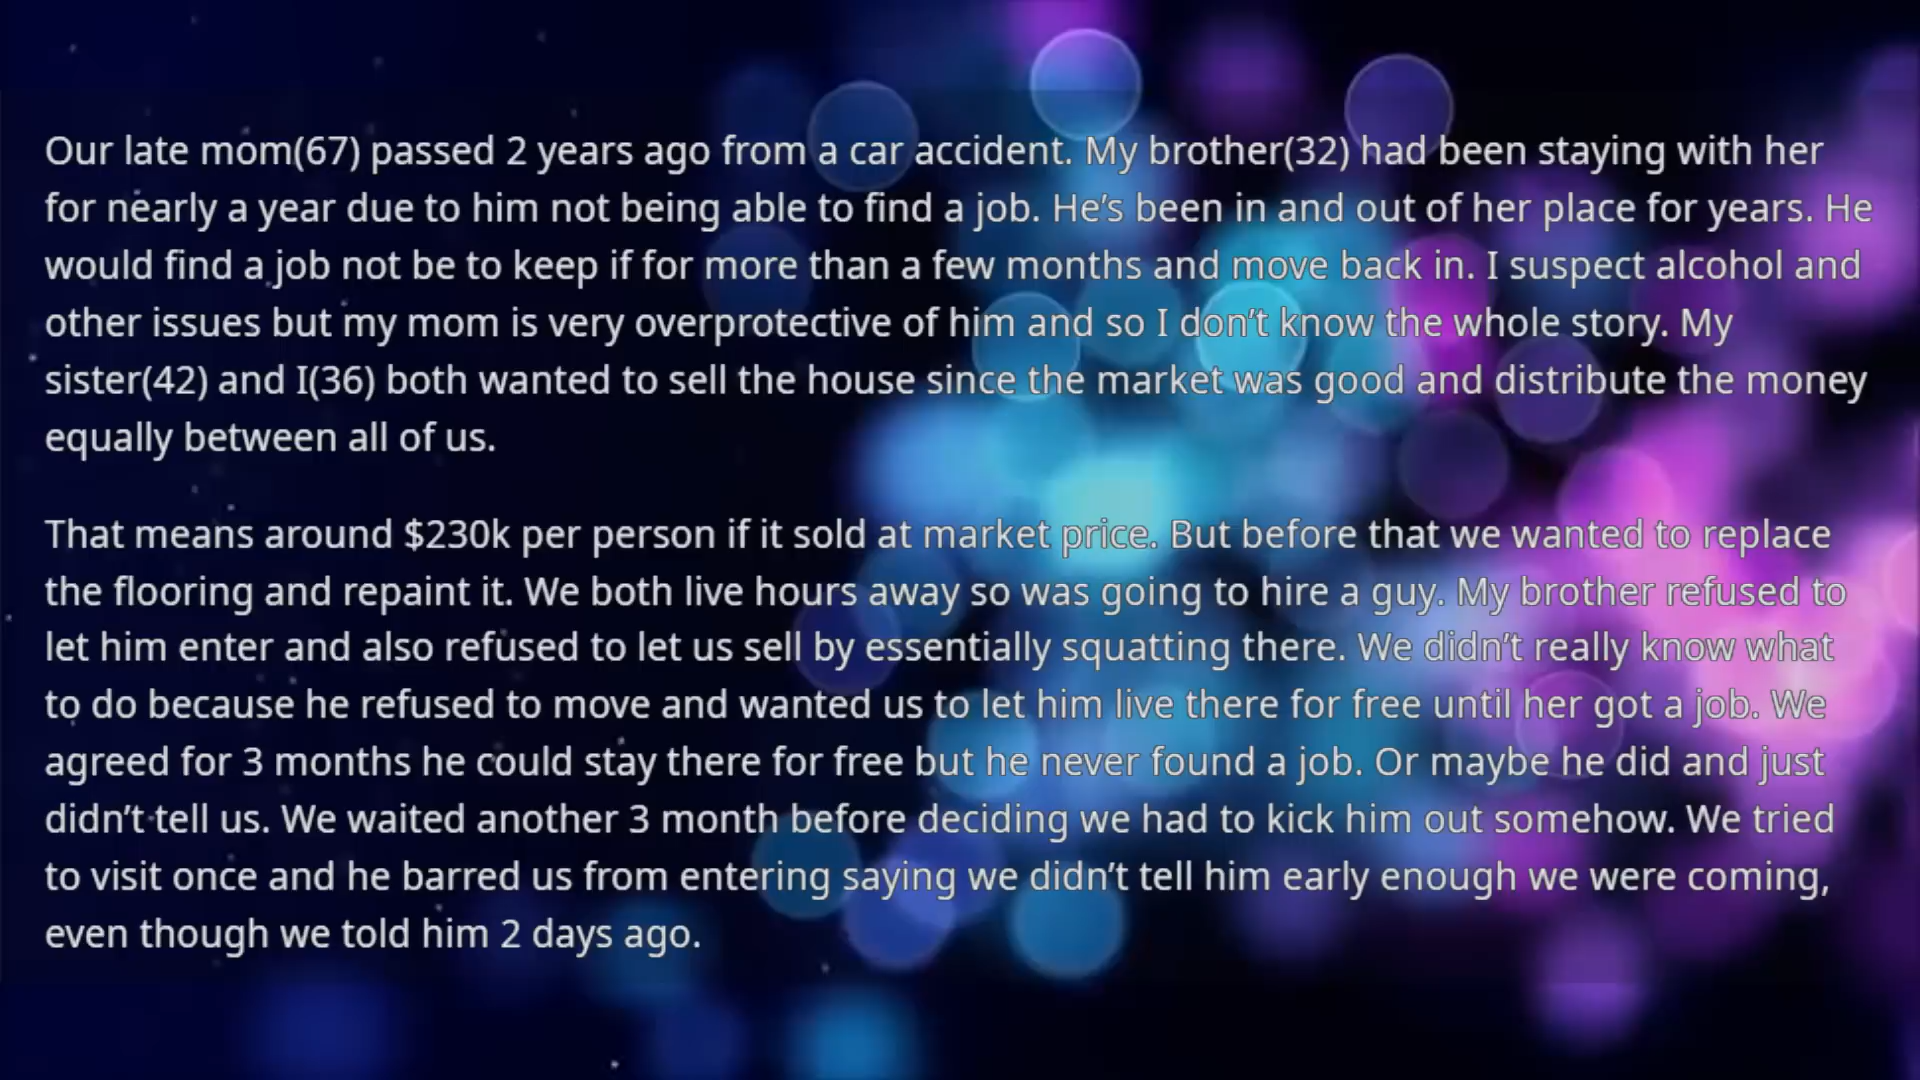 Our late mom(67) passed 2 years ago from a car accident. My brother(32) had been staying with her
for nearly a year due to him not being able to find a job. He’s been in and out of her place for years. He
would find a job not be to keep if for more than a few months and move back in. I suspect alcohol and
other issues but my mom is very overprotective of him and so I don’t know the whole story. My
sister(42) and I(36) both wanted to sell the house since the market was good and distribute the money
equally between all of us.
That means around $230k per person if it sold at market price. But before that we wanted to replace
the flooring and repaint it. We both live hours away so was going to hire a guy. My brother refused to
let him enter and also refused to let us sell by essentially squatting there. We didn’t really know what
to do because he refused to move and wanted us to let him live there for free until her got a job. We
agreed for 3 months he could stay there for free but he never found a job. Or maybe he did and just
didn’t tell us. We waited another 3 month before deciding we had to kick him out somehow. We tried
to visit once and he barred us from entering saying we didn’t tell him early enough we were coming,
even though we told him 2 days ago.